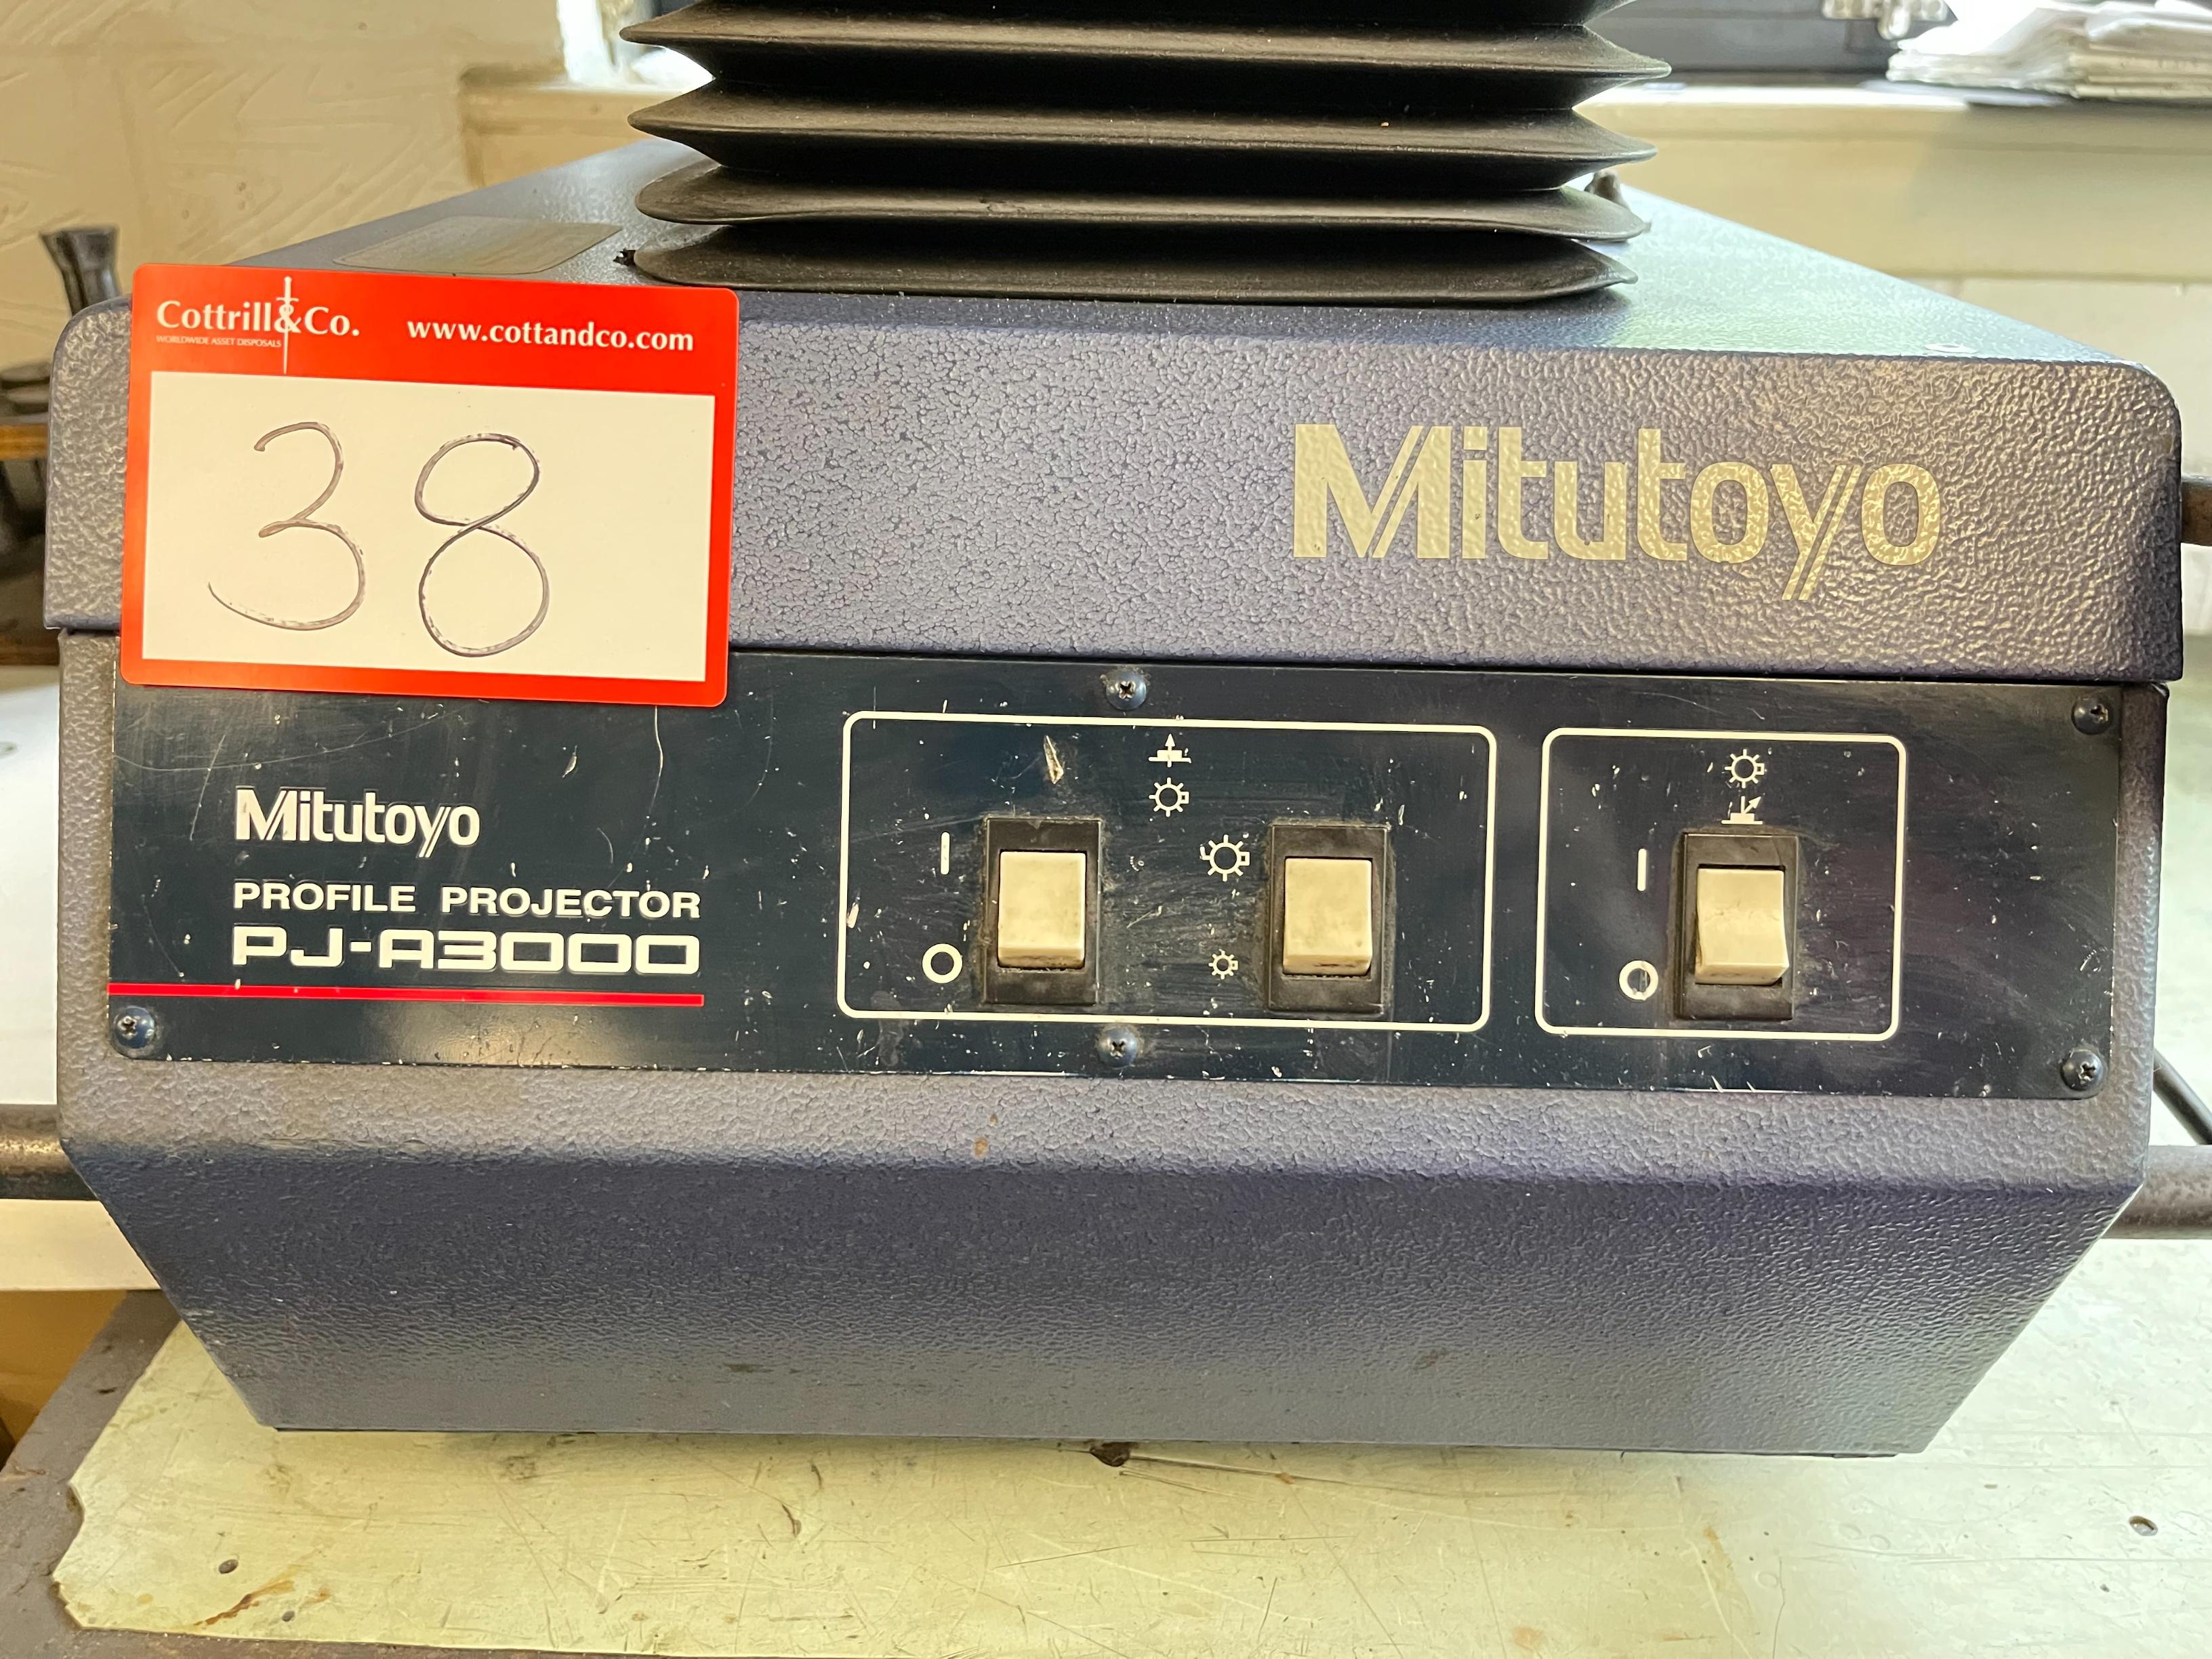 Cottrill&Co.
WORLDWIDE ASSET DISPOSALS
www.cottandco.com
38
Mitutoyo
Mitutoyo
PROFILE PROJECTOR
PJ-A3000
I
O
I
O